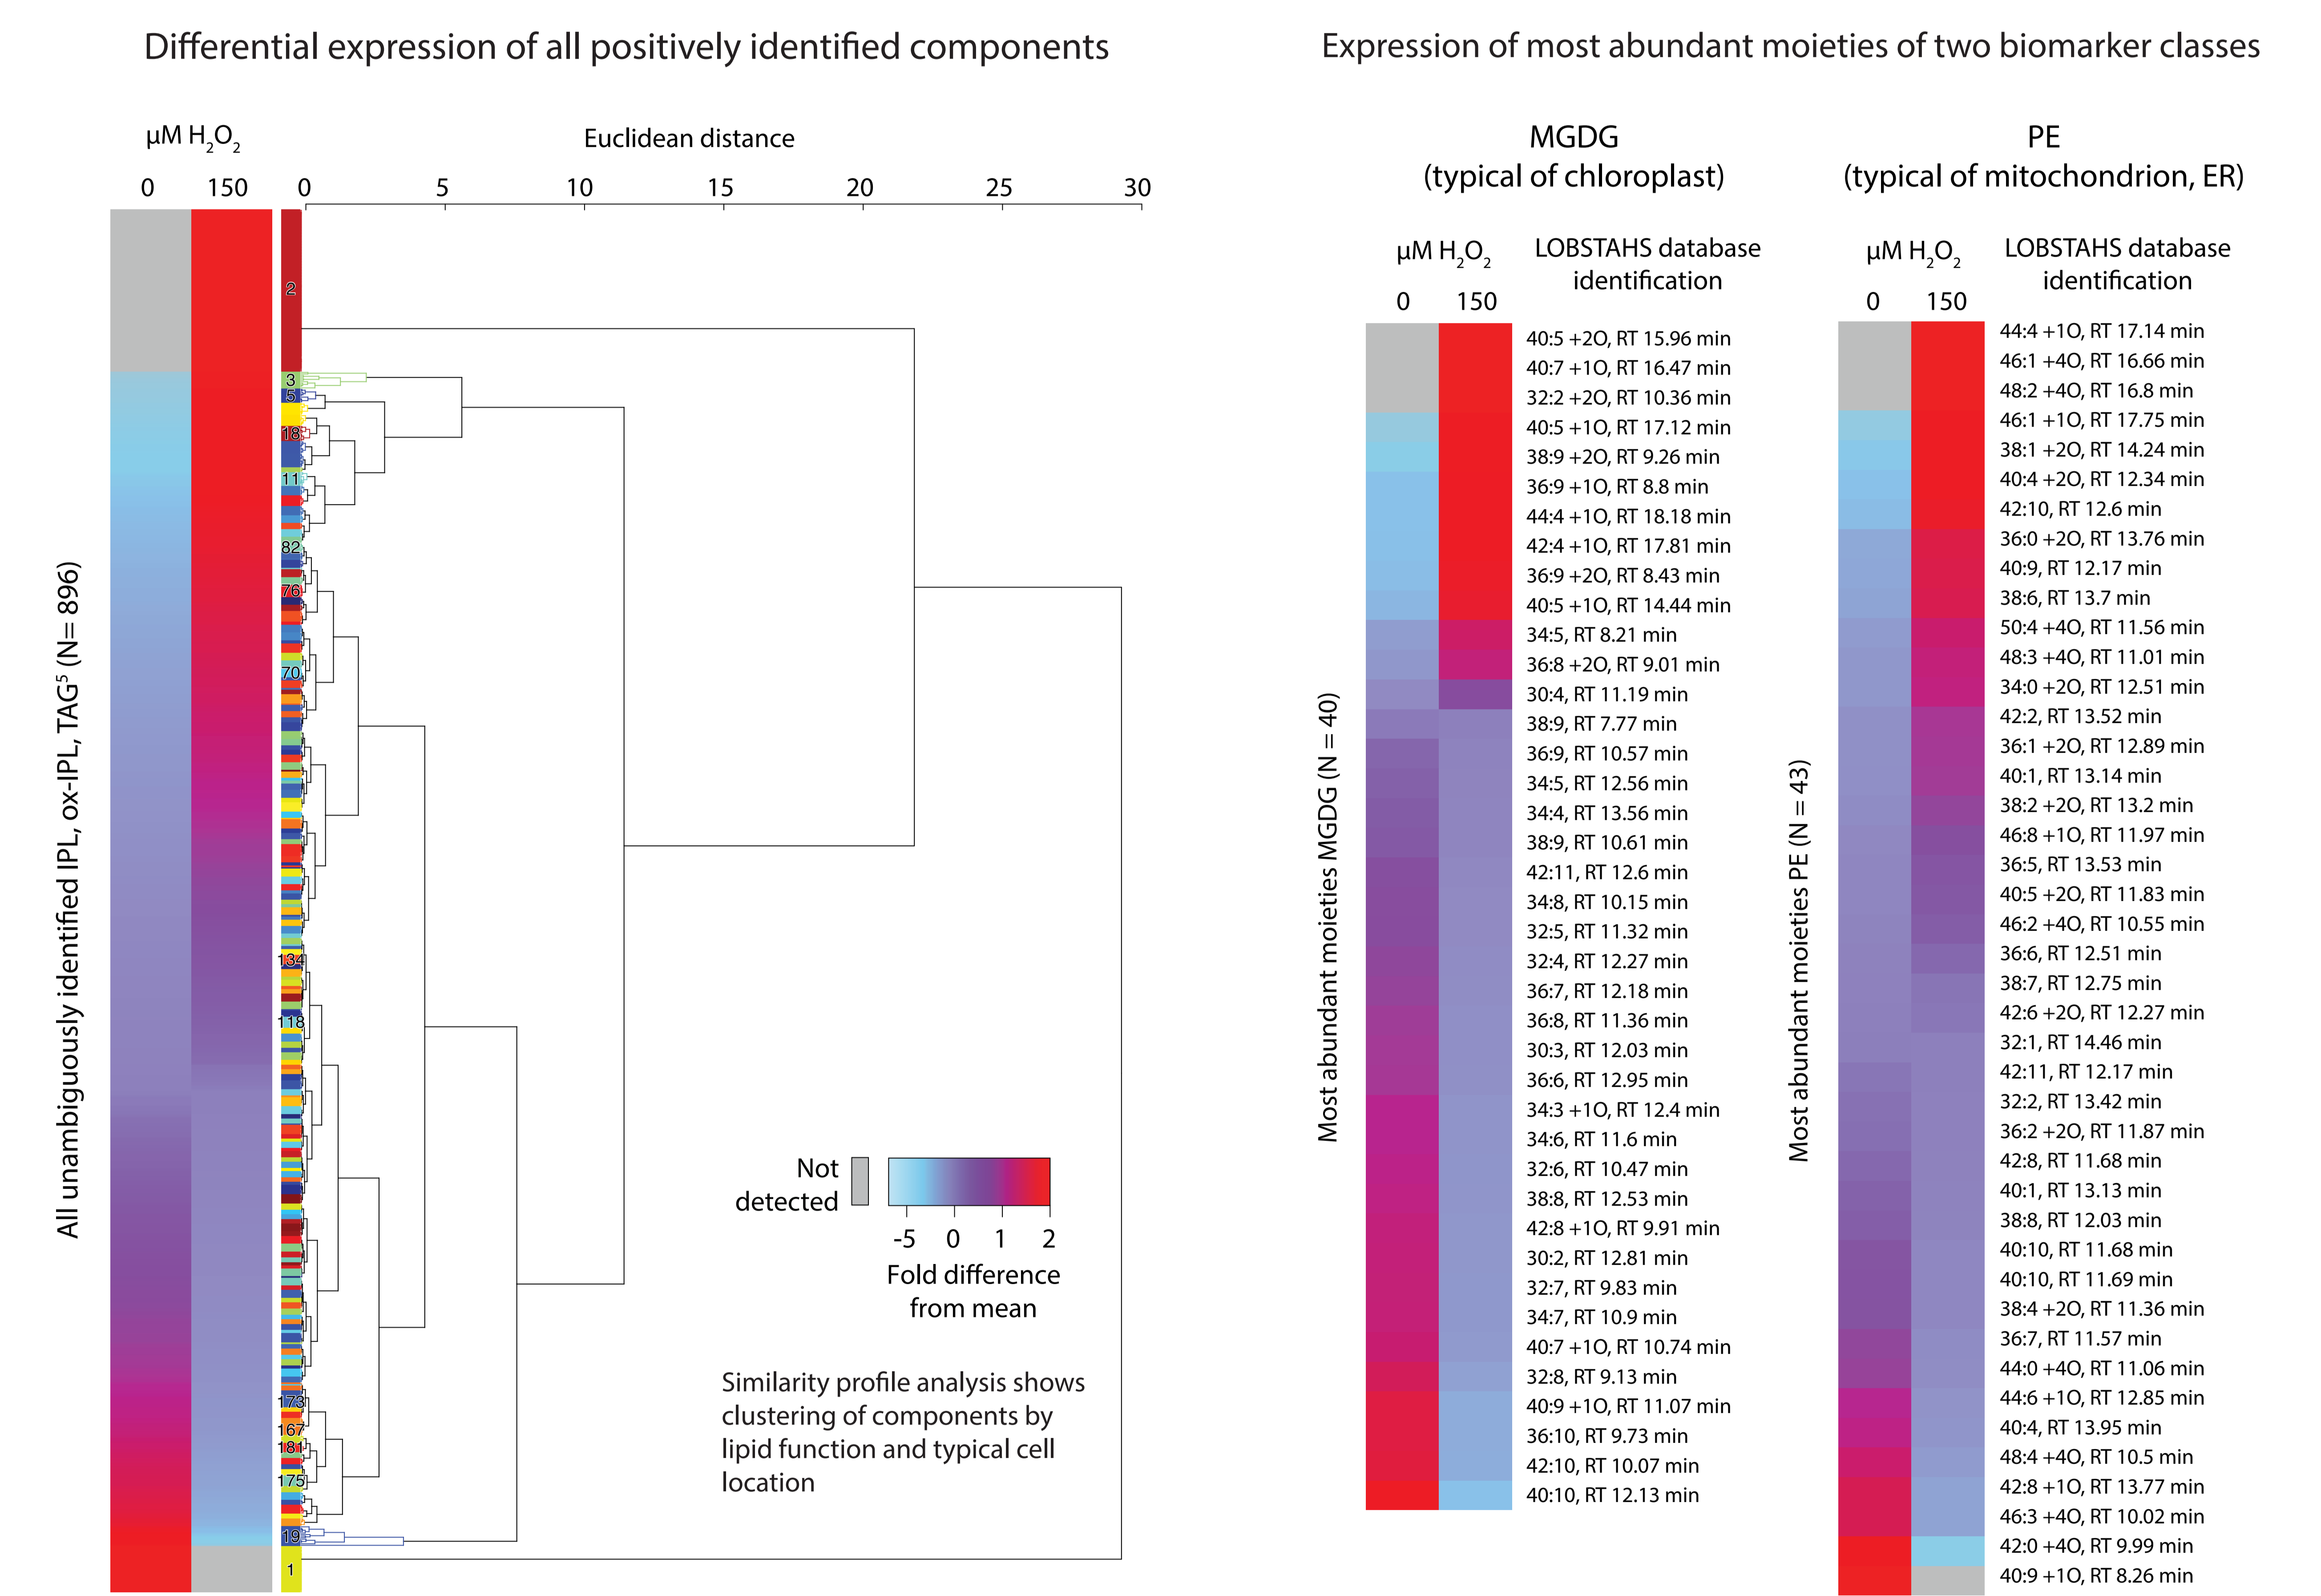 Differential expression of all positively identified components
Expression of most abundant moieties of two biomarker classes
µM H2O2
0 150
Euclidean distance
0 5 10 15 20 25 30
All unambiguously identified IPL, ox-IPL, TAG5 (N= 896)
2
3
5
18
11
82
76
70
134
118
173
167
181
175
19
1
Not
detected
-5 0 1 2
Fold difference
from mean
Similarity profile analysis shows
clustering of components by
lipid function and typical cell
location
MGDG
(typical of chloroplast)
µM H2O2
0 150
LOBSTAHS database
identification
Most abundant moieties MGDG (N = 40)
40:5 +2O, RT 15.96 min
40:7 +1O, RT 16.47 min
32:2 +2O, RT 10.36 min
40:5 +1O, RT 17.12 min
38:9 +2O, RT 9.26 min
36:9 +1O, RT 8.8 min
44:4 +1O, RT 18.18 min
42:4 +1O, RT 17.81 min
36:9 +2O, RT 8.43 min
40:5 +1O, RT 14.44 min
34:5, RT 8.21 min
36:8 +2O, RT 9.01 min
30:4, RT 11.19 min
38:9, RT 7.77 min
36:9, RT 10.57 min
34:5, RT 12.56 min
34:4, RT 13.56 min
38:9, RT 10.61 min
42:11, RT 12.6 min
34:8, RT 10.15 min
32:5, RT 11.32 min
32:4, RT 12.27 min
36:7, RT 12.18 min
36:8, RT 11.36 min
30:3, RT 12.03 min
36:6, RT 12.95 min
34:3 +1O, RT 12.4 min
34:6, RT 11.6 min
32:6, RT 10.47 min
38:8, RT 12.53 min
42:8 +1O, RT 9.91 min
30:2, RT 12.81 min
32:7, RT 9.83 min
34:7, RT 10.9 min
40:7 +1O, RT 10.74 min
32:8, RT 9.13 min
40:9 +1O, RT 11.07 min
36:10, RT 9.73 min
42:10, RT 10.07 min
40:10, RT 12.13 min
PE
(typical of mitochondrion, ER)
µM H2O2
0 150
LOBSTAHS database
identification
Most abundant moieties PE (N = 43)
44:4 +1O, RT 17.14 min
46:1 +4O, RT 16.66 min
48:2 +4O, RT 16.8 min
46:1 +1O, RT 17.75 min
38:1 +2O, RT 14.24 min
40:4 +2O, RT 12.34 min
42:10, RT 12.6 min
36:0 +2O, RT 13.76 min
40:9, RT 12.17 min
38:6, RT 13.7 min
50:4 +4O, RT 11.56 min
48:3 +4O, RT 11.01 min
34:0 +2O, RT 12.51 min
42:2, RT 13.52 min
36:1 +2O, RT 12.89 min
40:1, RT 13.14 min
38:2 +2O, RT 13.2 min
46:8 +1O, RT 11.97 min
36:5, RT 13.53 min
40:5 +2O, RT 11.83 min
46:2 +4O, RT 10.55 min
36:6, RT 12.51 min
38:7, RT 12.75 min
42:6 +2O, RT 12.27 min
32:1, RT 14.46 min
42:11, RT 12.17 min
32:2, RT 13.42 min
36:2 +2O, RT 11.87 min
42:8, RT 11.68 min
40:1, RT 13.13 min
38:8, RT 12.03 min
40:10, RT 11.68 min
40:10, RT 11.69 min
38:4 +2O, RT 11.36 min
36:7, RT 11.57 min
44:0 +4O, RT 11.06 min
44:6 +1O, RT 12.85 min
40:4, RT 13.95 min
48:4 +4O, RT 10.5 min
42:8 +1O, RT 13.77 min
46:3 +4O, RT 10.02 min
42:0 +4O, RT 9.99 min
40:9 +1O, RT 8.26 min